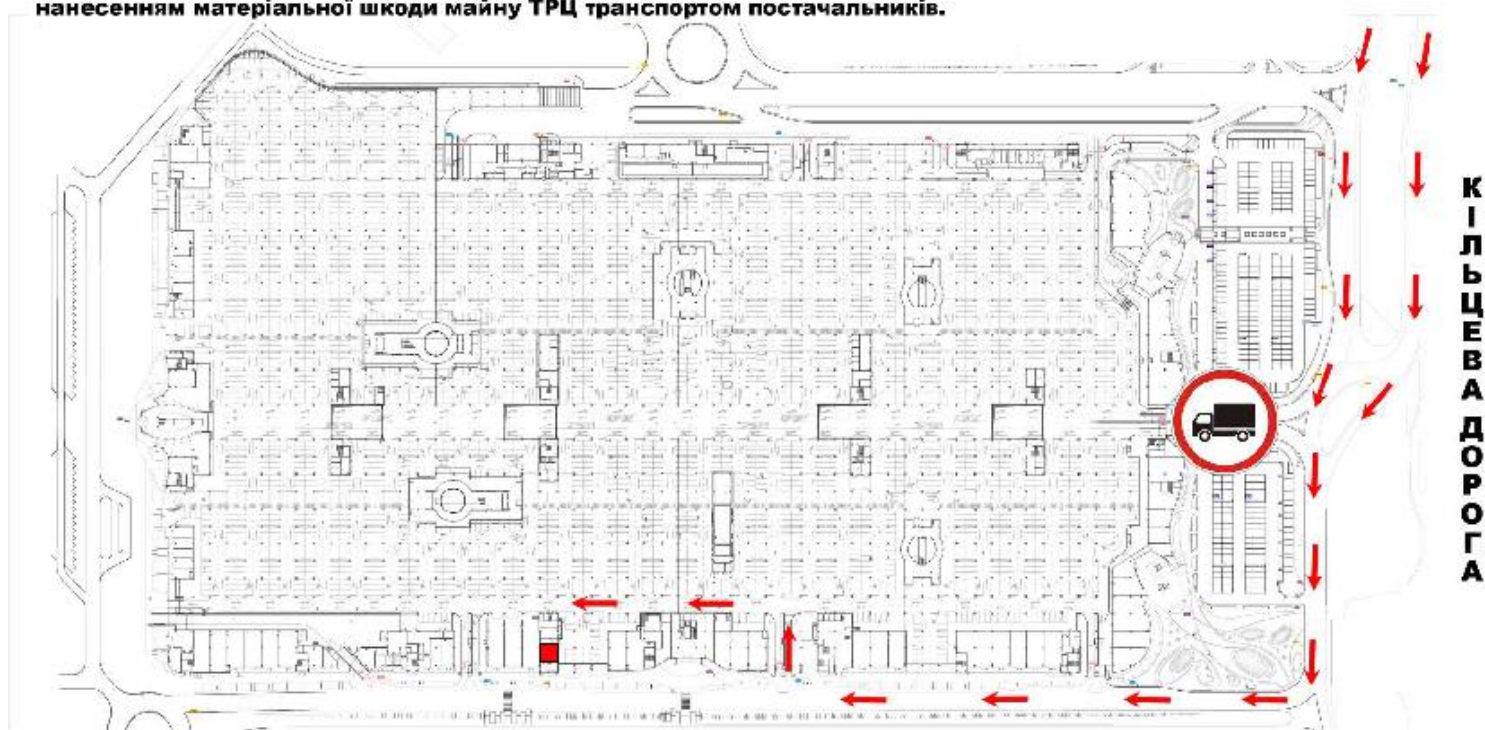 нанесенням матеріальної шкоди майну ТРЦ транспортом постачальників.
КІЛЬЦЕВА ДОРОГА